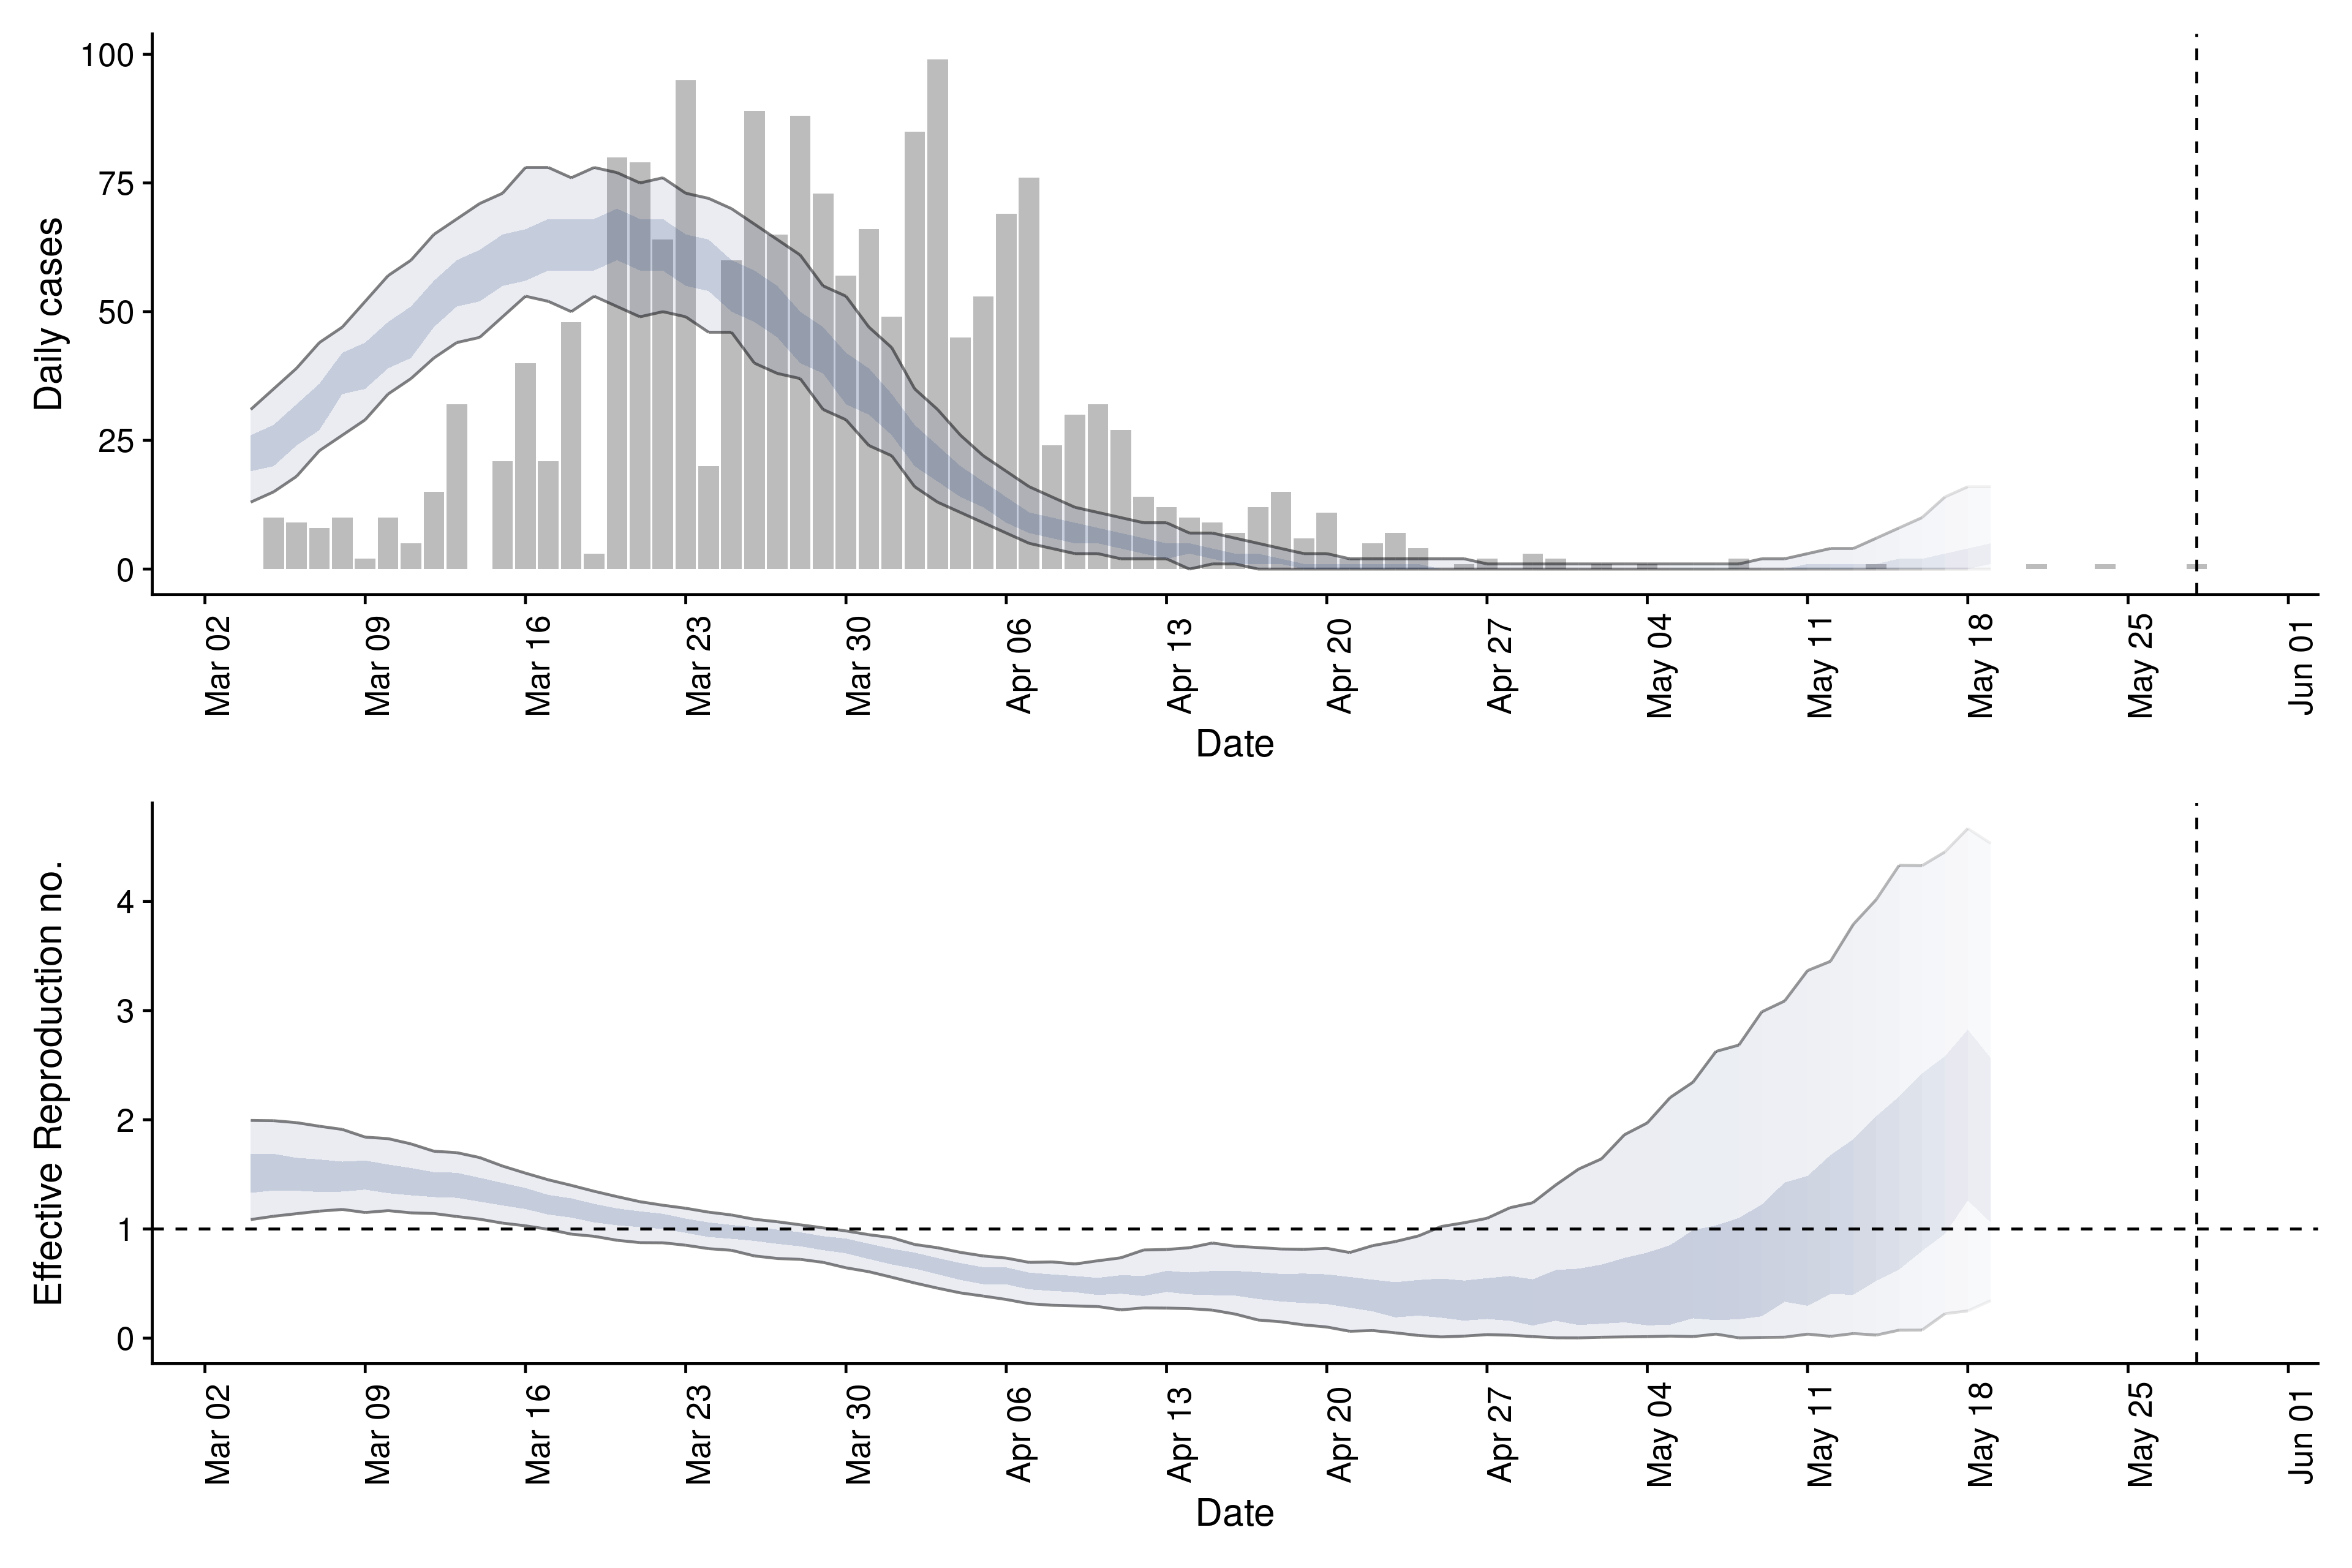 Daily cases
100
75
50
25
0
Mar 02
Mar 09
Mar 16
Mar 23
Mar 30
Apr 06
Apr 13
Apr 20
Apr 27
May 04
May 11
May 18
May 25
Jun 01
Date
Effective Reproduction no.
4
3
2
1
0
Mar 02
Mar 09
Mar 16
Mar 23
Mar 30
Apr 06
Apr 13
Apr 20
Apr 27
May 04
May 11
May 18
May 25
Jun 01
Date